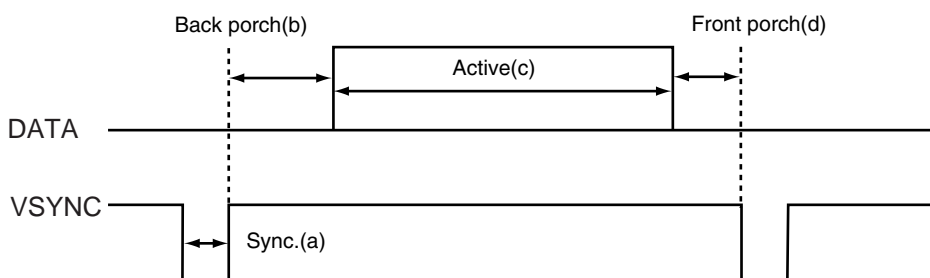 Back porch(b)
Front porch(d)
Active(c)
DATA
VSYNC
Sync.(a)